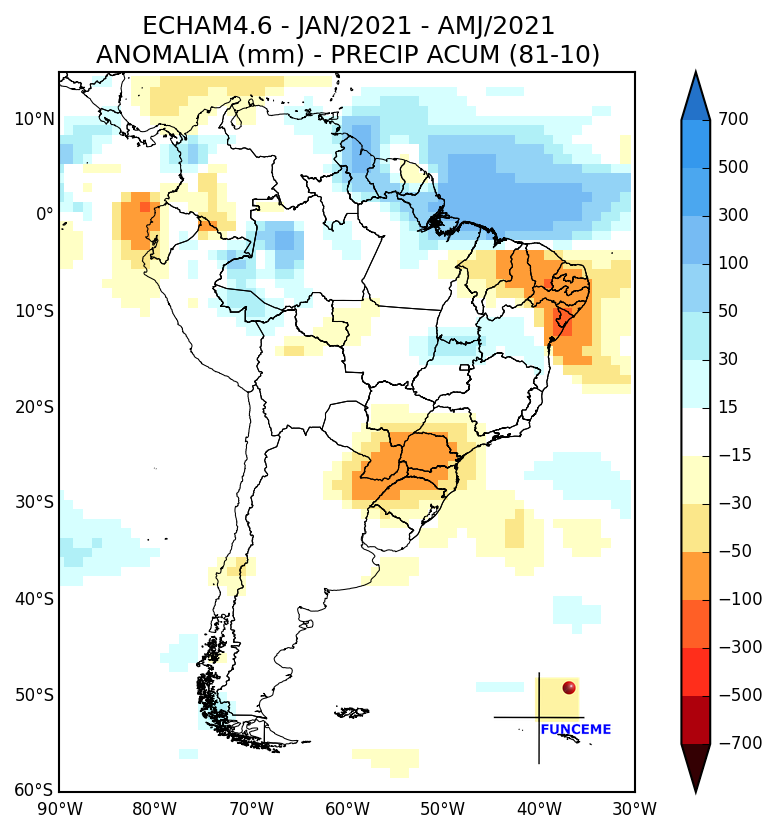 ECHAM4.6 - JAN/2021 - AMJ/2021
ANOMALIA (mm) - PRECIP ACUM (81-10)
10°N
0°
10°S
20°S
30°S
40°S
50°S
60°S
90°W 80°W 70°W 60°W 50°W 40°W 30°W
700
500
300
100
50
30
15
−15
−30
−50
−100
−300
−500
−700
FUNCEME